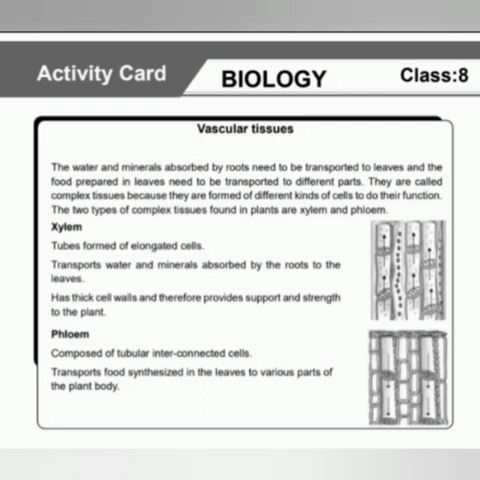 Activity Card
BIOLOGY
Class:8
Vascular tissues
The water and minerals absorbed by roots need to be transported to leaves and the
food prepared in leaves need to be transported to different parts. They are called
complex tissues because they are formed of different kinds of cells to do their function.
The two types of complex tissues found in plants are xylem and phloem.
Xylem
Tubes formed of elongated cells.
Transports water and minerals absorbed by the roots to the
leaves.
Has thick cell walls and therefore provides support and strength
to the plant.
Phloem
Composed of tubular inter-connected cells.
Transports food synthesized in the leaves to various parts of
the plant body.